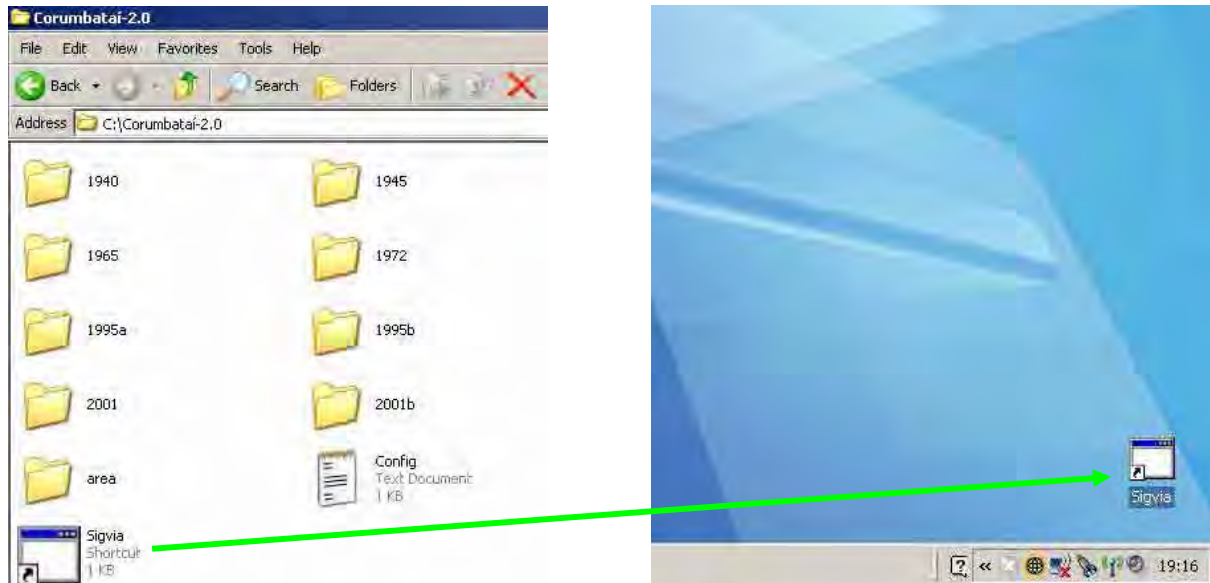 Corumbataí-2.0
File Edit View Favorites Tools Help
Back Search Folders
Address C:\Corumbataí-2.0
1940 1945
1965 1972
1995a 1995b
2001 2001b
area Config
Text Document
1 KB
Sigvia
Shortcut
1 KB
Sigvia
? « 19:16